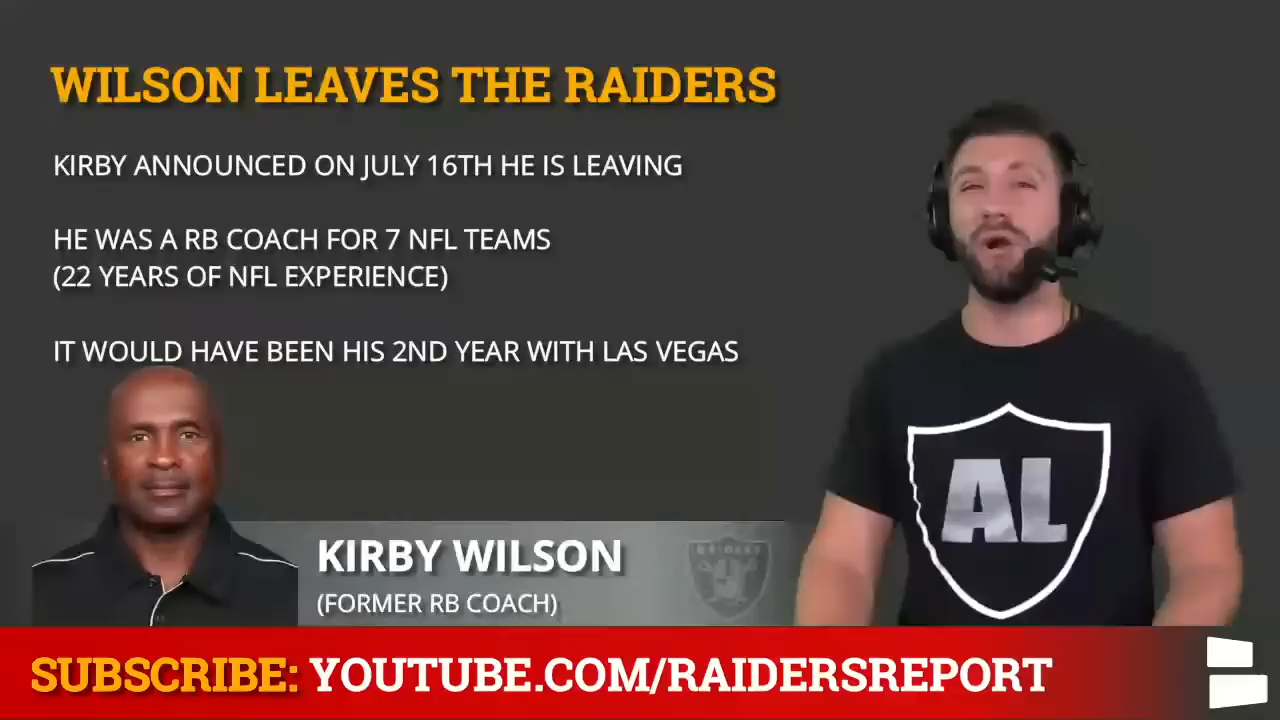 WILSON LEAVES THE RAIDERS
KIRBY ANNOUNCED ON JULY 16TH HE IS LEAVING
HE WAS A RB COACH FOR 7 NFL TEAMS
(22 YEARS OF NFL EXPERIENCE)
IT WOULD HAVE BEEN HIS 2ND YEAR WITH LAS VEGAS
AL
KIRBY WILSON
RAIDERS
(FORMER RB COACH)
SUBSCRIBE: YOUTUBE.COM/RAIDERSREPORT